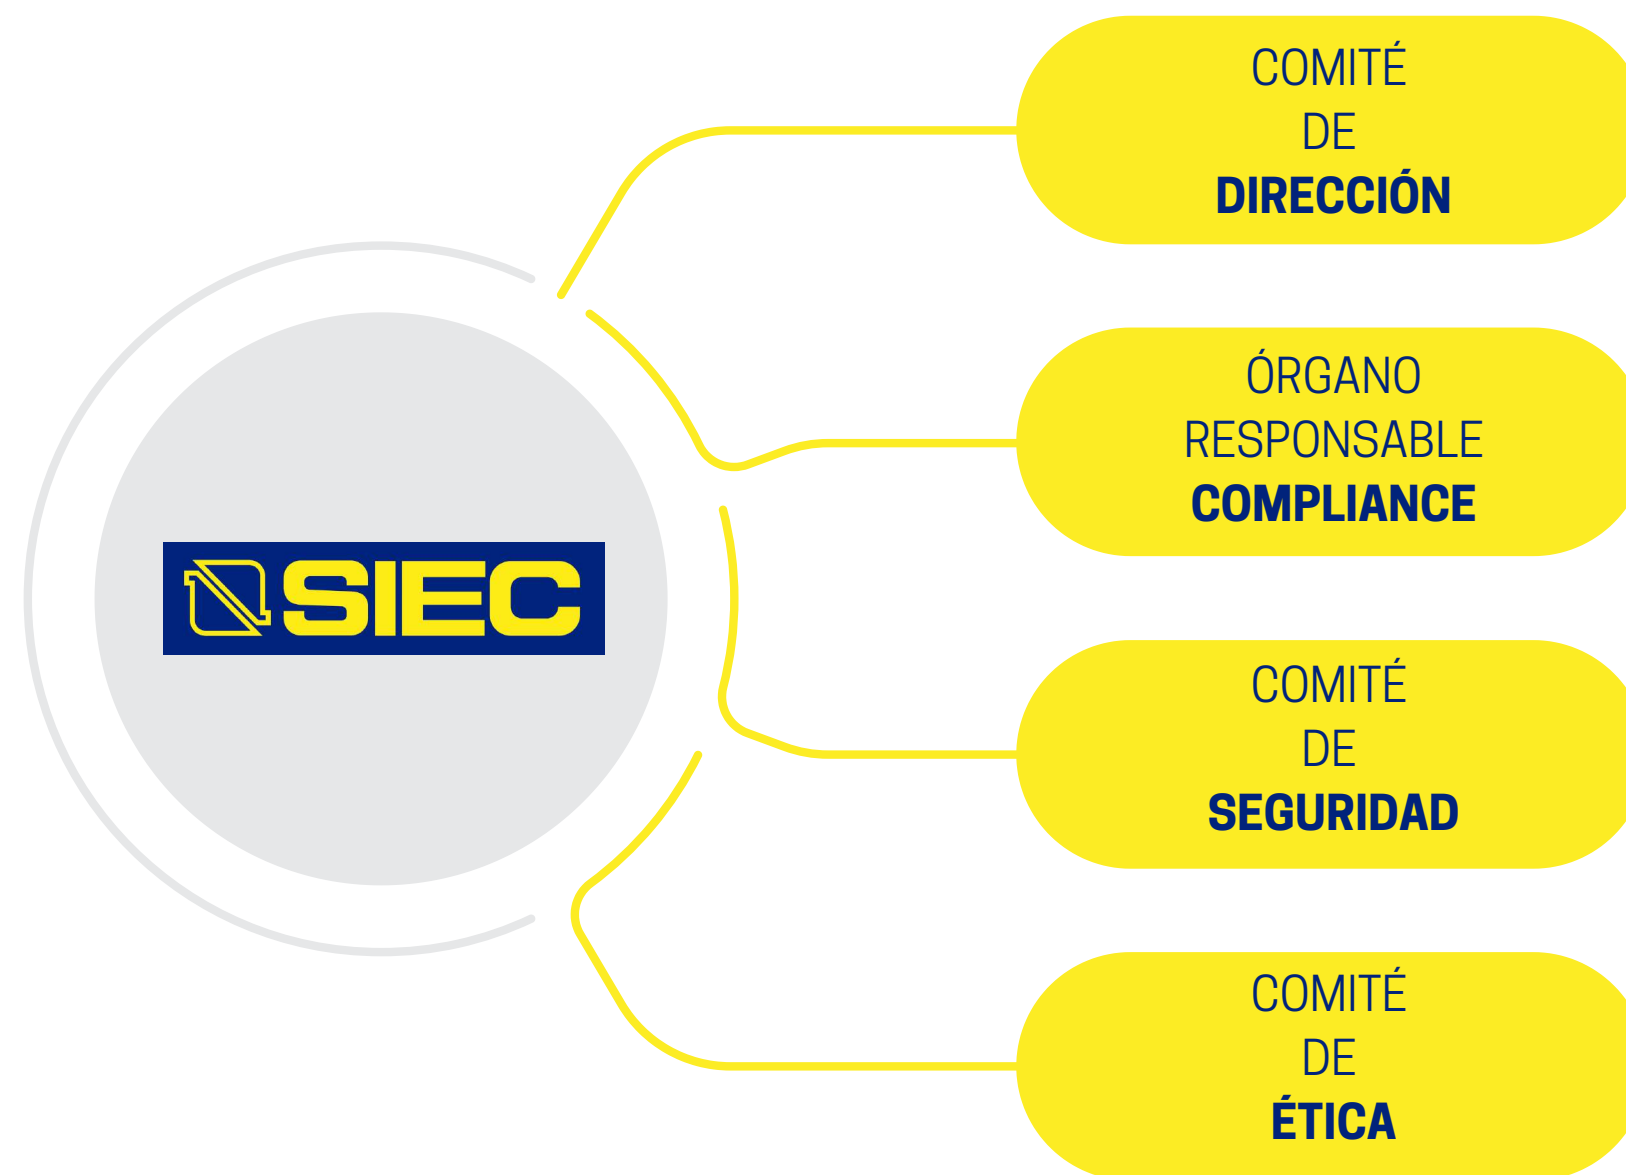 COMITÉ
DE
DIRECCIÓN
ÓRGANO
RESPONSABLE
COMPLIANCE
SIEC
COMITÉ
DE
SEGURIDAD
COMITÉ
DE
ÉTICA